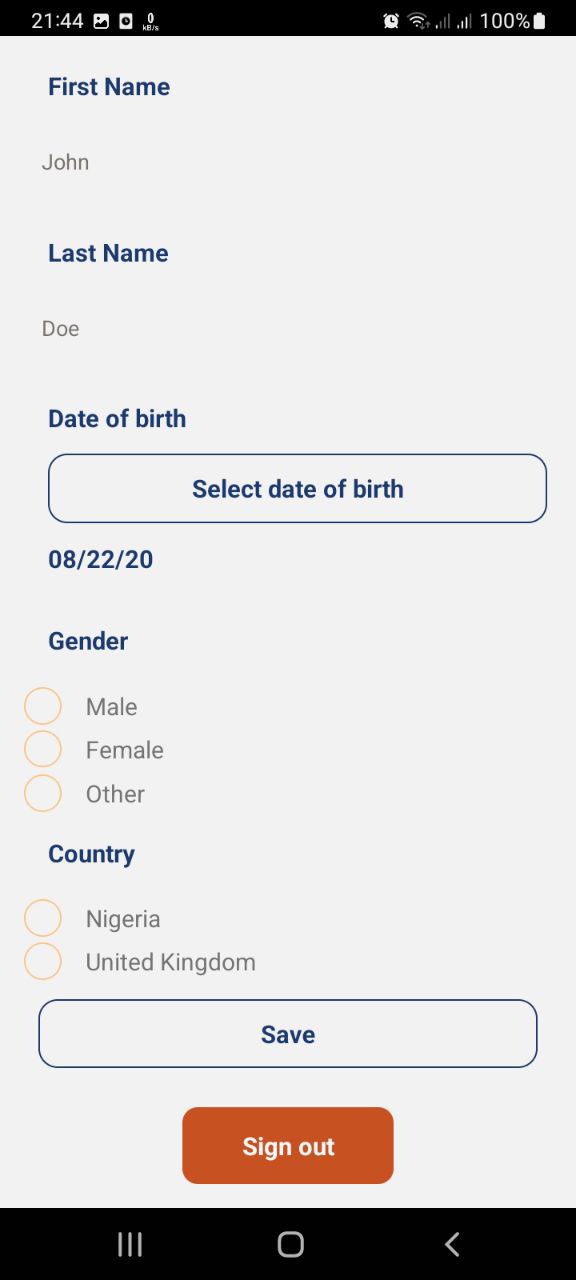 21:44 0 kB/s 100%
First Name
John
Last Name
Doe
Date of birth
Select date of birth
08/22/20
Gender
Male
Female
Other
Country
Nigeria
United Kingdom
Save
Sign out